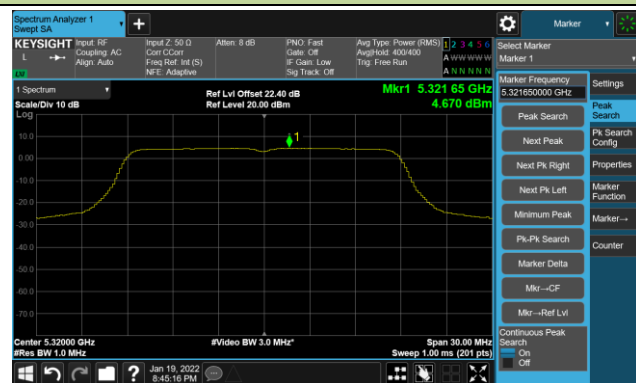 Spectrum Analyzer 1
Swept SA
+
Marker
KEYSIGHT
L
Input: RF
Coupling: AC
Align: Auto
Input Z: 50 Ω
Corr CCorr
Freq Ref: Int (S)
NFE: Adaptive
Atten: 8 dB
PNO: Fast
Gate: Off
IF Gain: Low
Sig Track: Off
Avg Type: Power (RMS)
Avg|Hold: 400/400
Trig: Free Run
1 2 3 4 5 6
A W W W W W
A N N N N N
LXI
1 Spectrum
Scale/Div 10 dB
Log
Ref Lvl Offset 22.40 dB
Ref Level 20.00 dBm
Mkr1 5.321 65 GHz
4.670 dBm
1
10.0
0.00
-10.0
-20.0
-30.0
-40.0
-50.0
-60.0
-70.0
Center 5.32000 GHz
#Res BW 1.0 MHz
#Video BW 3.0 MHz*
Span 30.00 MHz
Sweep 1.00 ms (201 pts)
Select Marker
Marker 1
Marker Frequency
5.321650000 GHz
Peak Search
Next Peak
Next Pk Right
Next Pk Left
Minimum Peak
Pk-Pk Search
Marker Delta
Mkr→CF
Mkr→Ref Lvl
Continuous Peak
Search
On
Off
Settings
Peak
Search
Pk Search
Config
Properties
Marker
Function
Marker→
Counter
?
Jan 19, 2022
8:45:16 PM